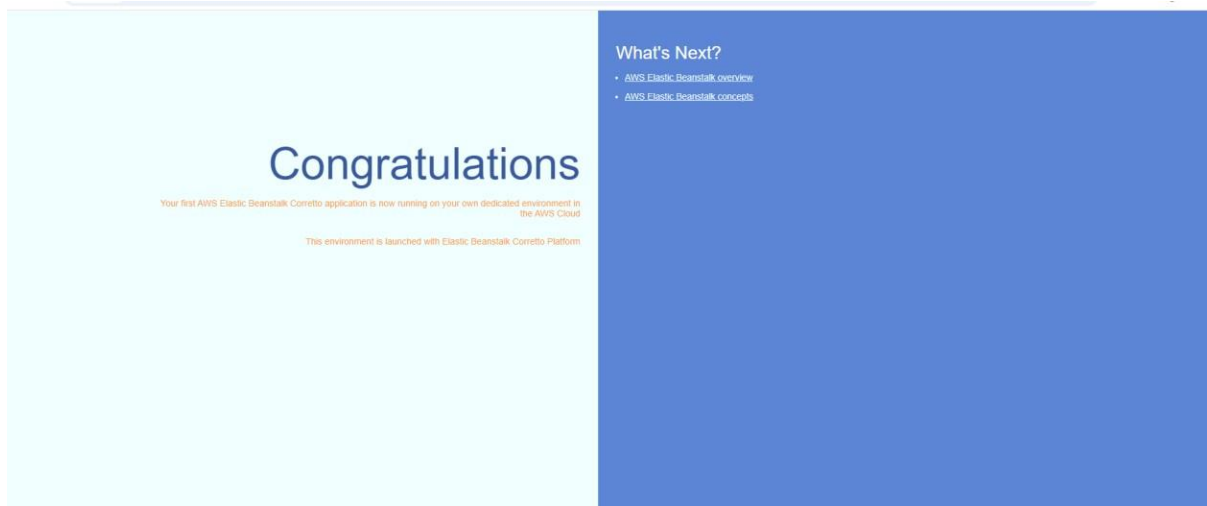 Congratulations
Your first AWS Elastic Beanstalk Corretto application is now running on your own dedicated environment in
the AWS Cloud
This environment is launched with Elastic Beanstalk Corretto Platform
What's Next?
AWS Elastic Beanstalk overview
AWS Elastic Beanstalk concepts